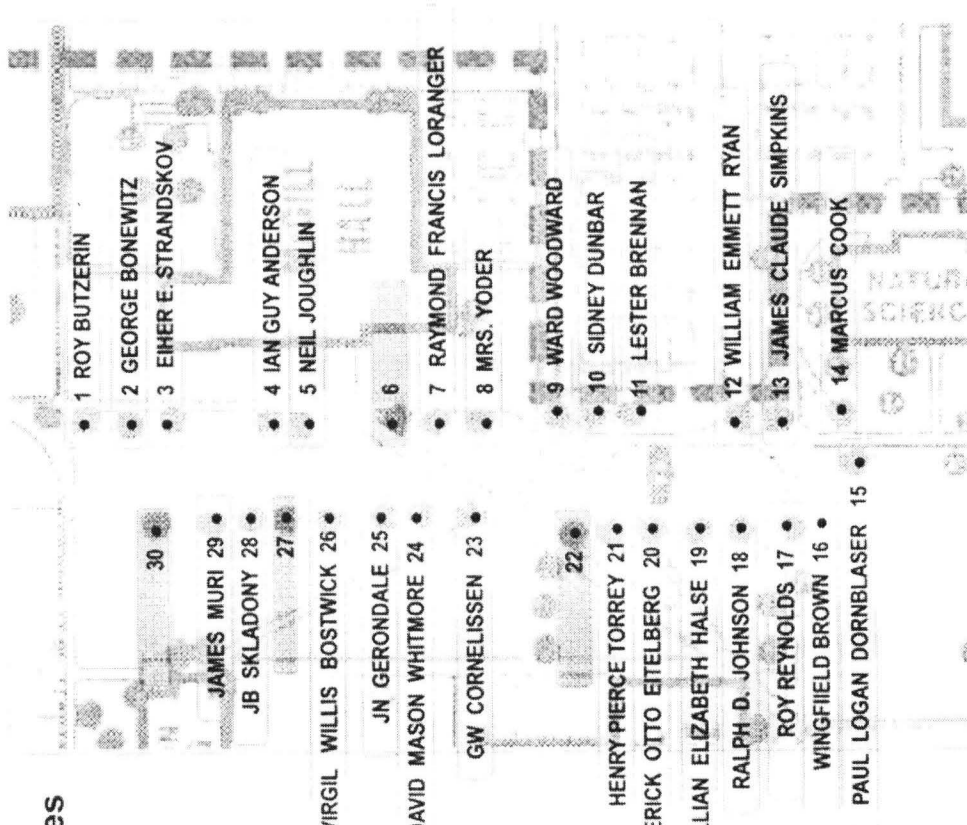 es
1 ROY BUTZERIN
2 GEORGE BONEWITZ
3 EIHER E. STRANDSKOV
4 IAN GUY ANDERSON
5 NEIL JOUGHLIN
6
7 RAYMOND FRANCIS LORANGER
8 MRS. YODER
9 WARD WOODWARD
10 SIDNEY DUNBAR
11 LESTER BRENNAN
12 WILLIAM EMMETT RYAN
13 JAMES CLAUDE SIMPKINS
14 MARCUS COOK
30
JAMES MURI 29
JB SKLADONY 28
27
VIRGIL WILLIS BOSTWICK 26
JN GERONDALE 25
DAVID MASON WHITMORE 24
GW CORNELISSEN 23
22
HENRY PIERCE TORREY 21
ERICK OTTO EITELBERG 20
LLIAN ELIZABETH HALSE 19
RALPH D. JOHNSON 18
ROY REYNOLDS 17
WINGFIIELD BROWN 16
PAUL LOGAN DORNBLASER 15
HALL
NATURA
SCIENC